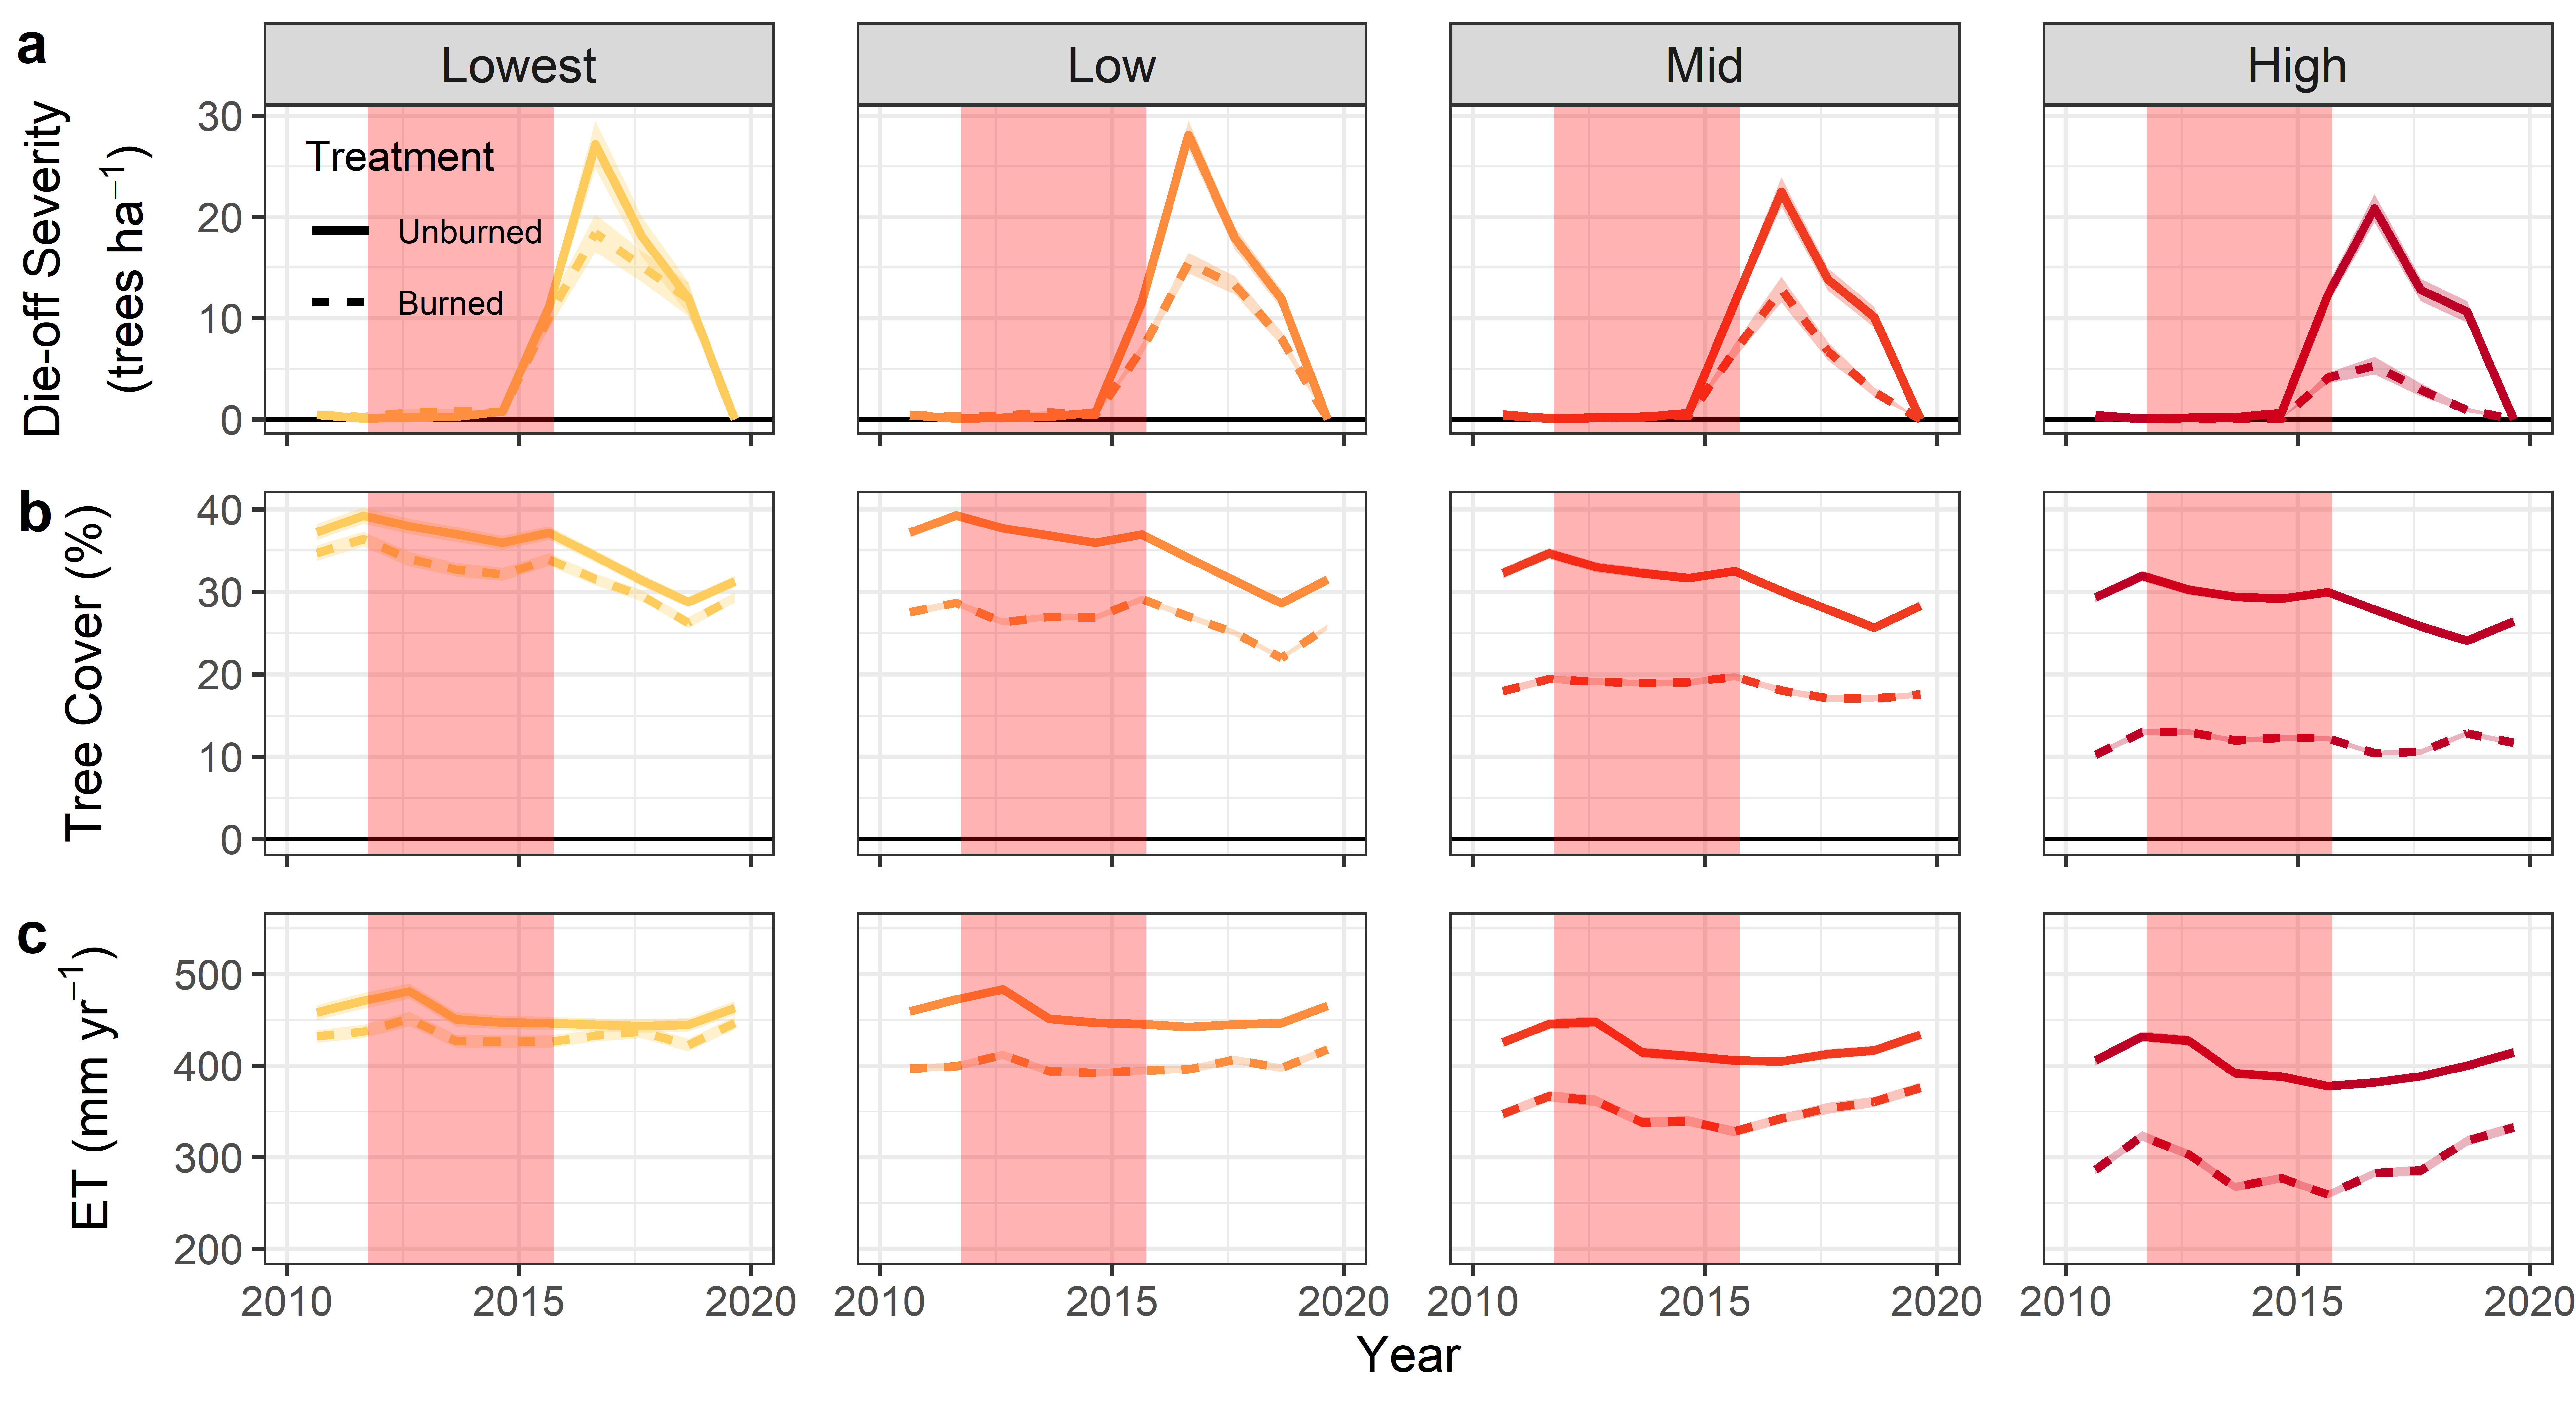 a
Lowest Low Mid High
Die-off Severity
(trees ha⁻¹)
30
20
10
0
Treatment
Unburned
Burned
b
Tree Cover (%)
40
30
20
10
0
c
ET (mm yr⁻¹)
500
400
300
200
2010 2015 2020 2010 2015 2020 2010 2015 2020 2010 2015 2020
Year